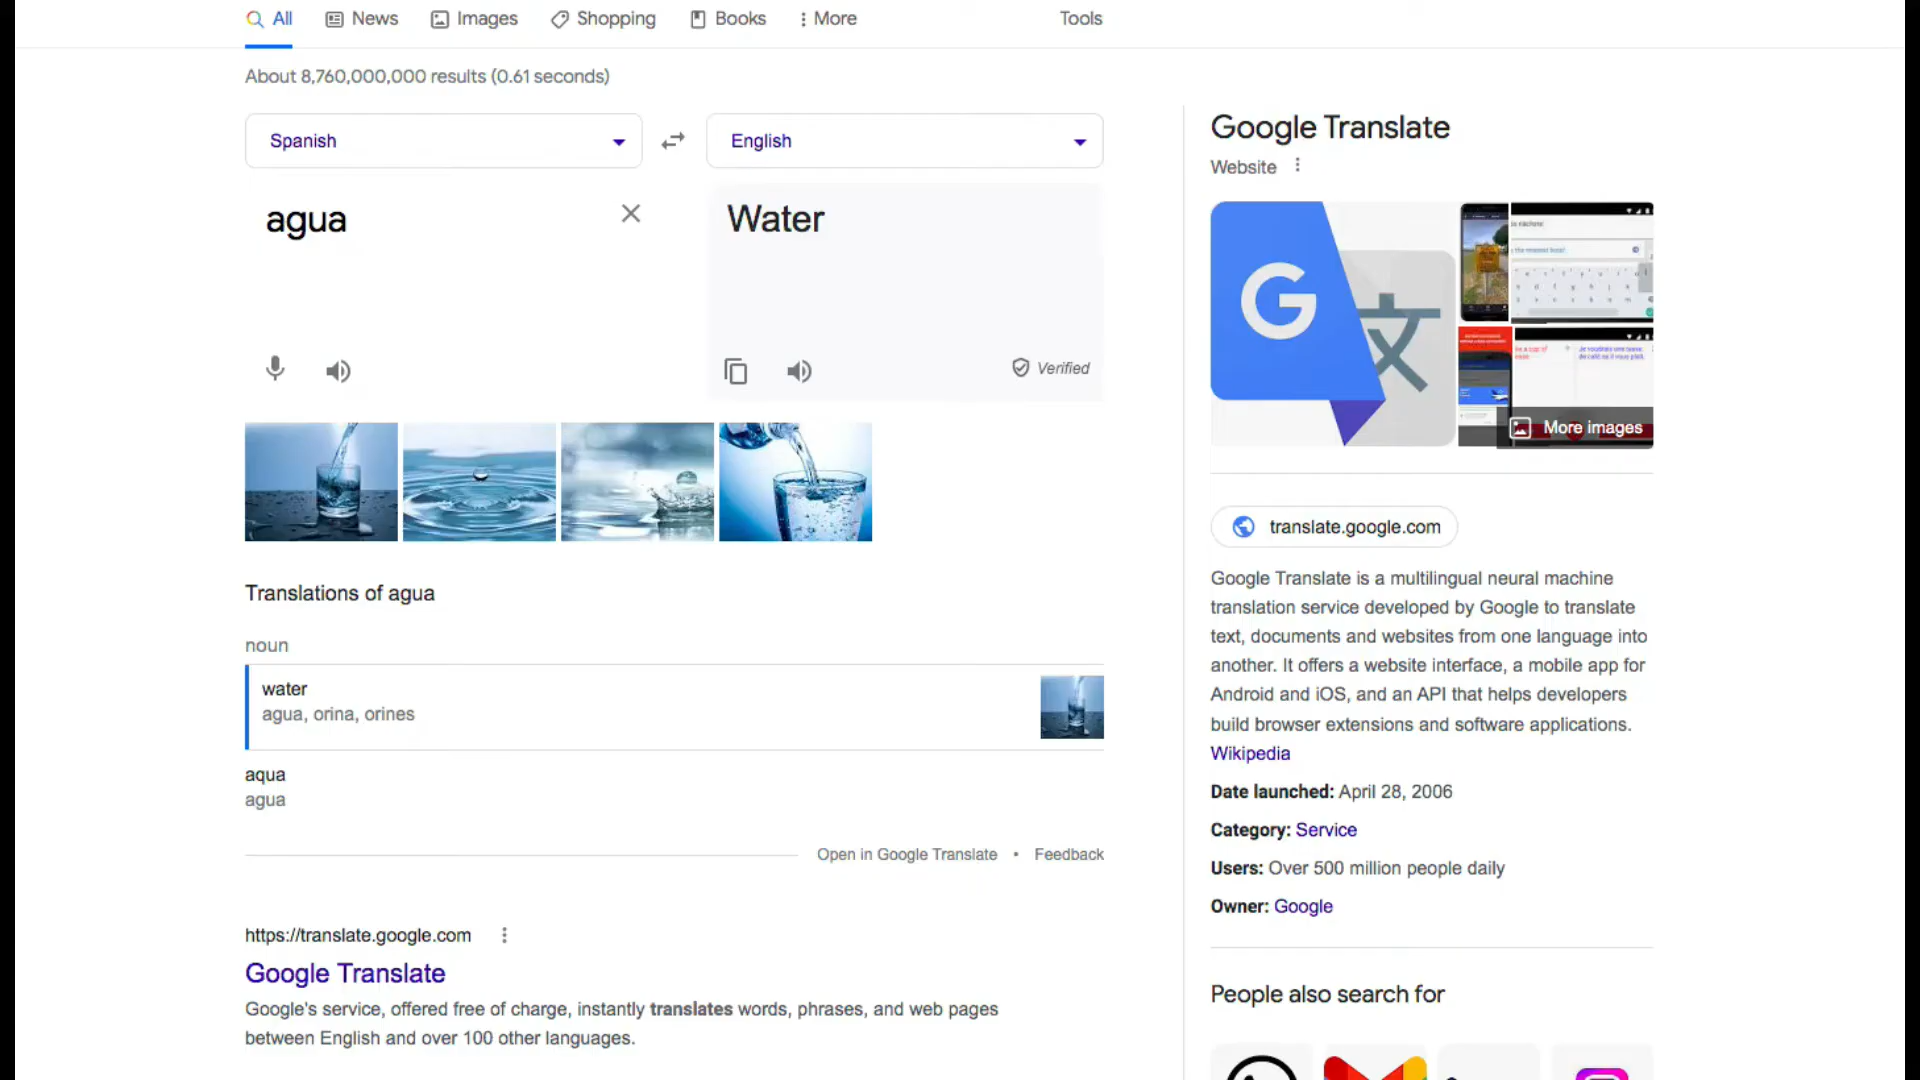 All
News
Images
Shopping
Books
More
Tools
About 8,760,000,000 results (0.61 seconds)
Spanish
English
agua
Water
Verified
Translations of agua
noun
water
agua, orina, orines
aqua
agua
Open in Google Translate • Feedback
https://translate.google.com
Google Translate
Google's service, offered free of charge, instantly translates words, phrases, and web pages
between English and over 100 other languages.
Google Translate
Website
G
文
More images
translate.google.com
Google Translate is a multilingual neural machine
translation service developed by Google to translate
text, documents and websites from one language into
another. It offers a website interface, a mobile app for
Android and iOS, and an API that helps developers
build browser extensions and software applications.
Wikipedia
Date launched: April 28, 2006
Category: Service
Users: Over 500 million people daily
Owner: Google
People also search for